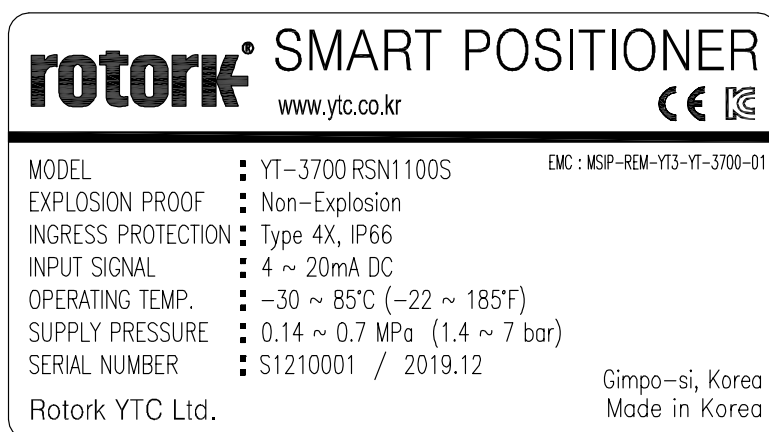 rotork® SMART POSITIONER
www.ytc.co.kr
CE KC
MODEL : YT-3700 RSN1100S
EMC : MSIP-REM-YT3-YT-3700-01
EXPLOSION PROOF : Non-Explosion
INGRESS PROTECTION : Type 4X, IP66
INPUT SIGNAL : 4 ~ 20mA DC
OPERATING TEMP. : -30 ~ 85°C (-22 ~ 185°F)
SUPPLY PRESSURE : 0.14 ~ 0.7 MPa (1.4 ~ 7 bar)
SERIAL NUMBER : S1210001 / 2019.12
Gimpo-si, Korea
Rotork YTC Ltd.
Made in Korea